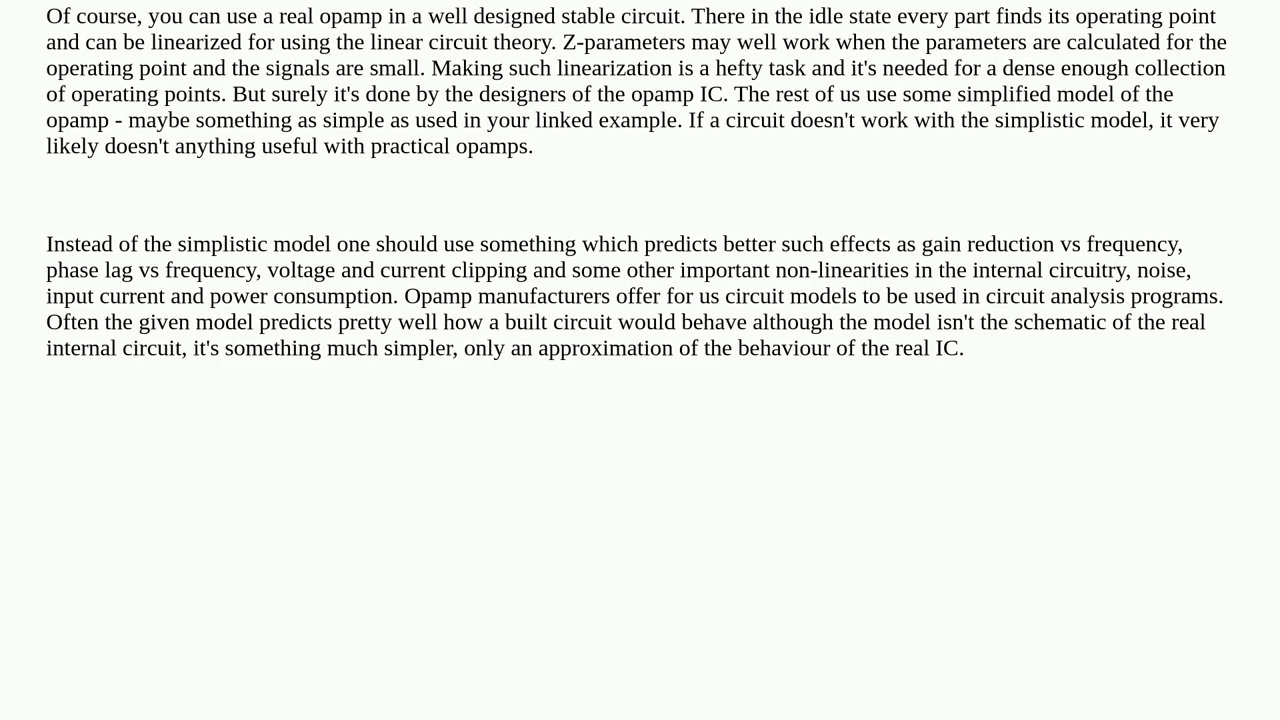 Of course, you can use a real opamp in a well designed stable circuit. There in the idle state every part finds its operating point
and can be linearized for using the linear circuit theory. Z-parameters may well work when the parameters are calculated for the
operating point and the signals are small. Making such linearization is a hefty task and it's needed for a dense enough collection
of operating points. But surely it's done by the designers of the opamp IC. The rest of us use some simplified model of the
opamp - maybe something as simple as used in your linked example. If a circuit doesn't work with the simplistic model, it very
likely doesn't anything useful with practical opamps.
Instead of the simplistic model one should use something which predicts better such effects as gain reduction vs frequency,
phase lag vs frequency, voltage and current clipping and some other important non-linearities in the internal circuitry, noise,
input current and power consumption. Opamp manufacturers offer for us circuit models to be used in circuit analysis programs.
Often the given model predicts pretty well how a built circuit would behave although the model isn't the schematic of the real
internal circuit, it's something much simpler, only an approximation of the behaviour of the real IC.